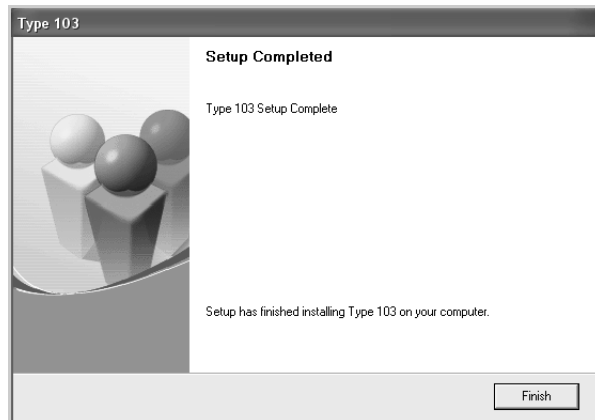 Type 103
Setup Completed
Type 103 Setup Complete
Setup has finished installing Type 103 on your computer.
Finish